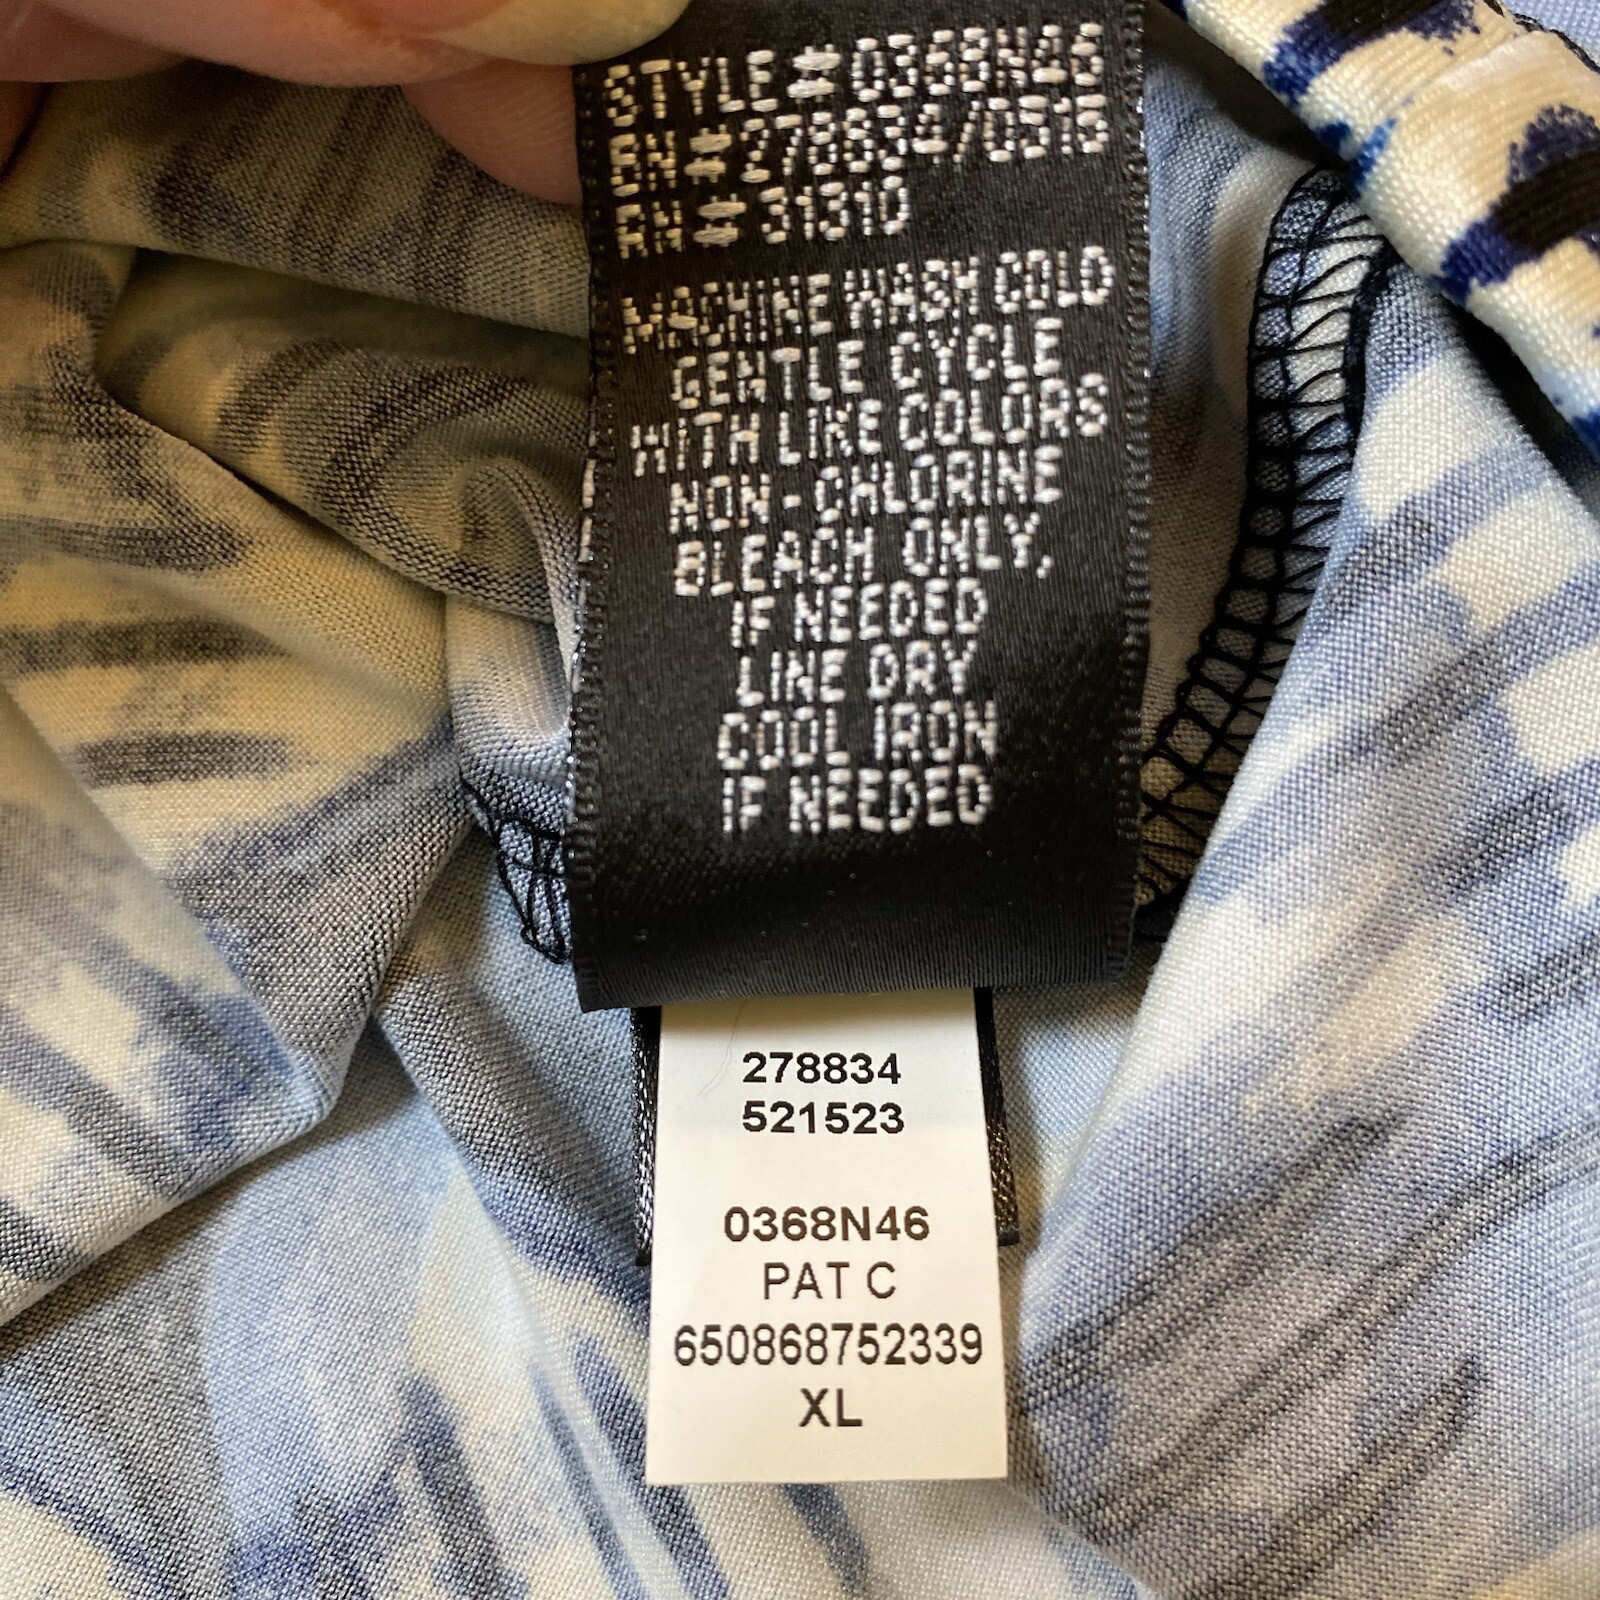 STYLE # 0368N46
RN # 278834/0515
RN # 31310
MACHINE WASH COLD
GENTLE CYCLE
WITH LIKE COLORS
NON-CHLORINE
BLEACH ONLY,
IF NEEDED
LINE DRY
COOL IRON
IF NEEDED
278834
521523
0368N46
PAT C
650868752339
XL